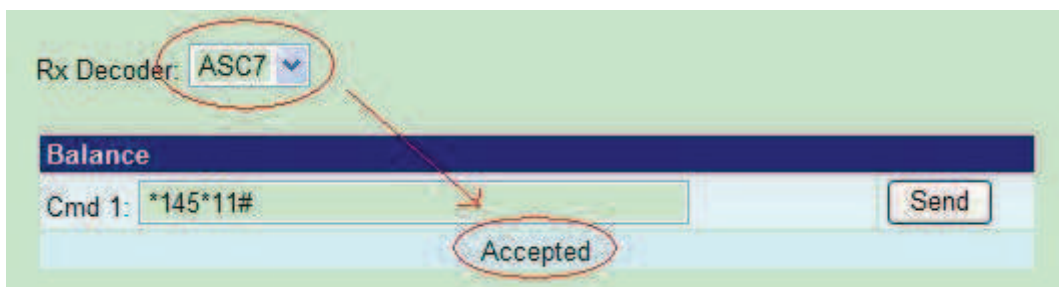 Rx Decoder: ASC7
Balance
Cmd 1: *145*11# Send
Accepted